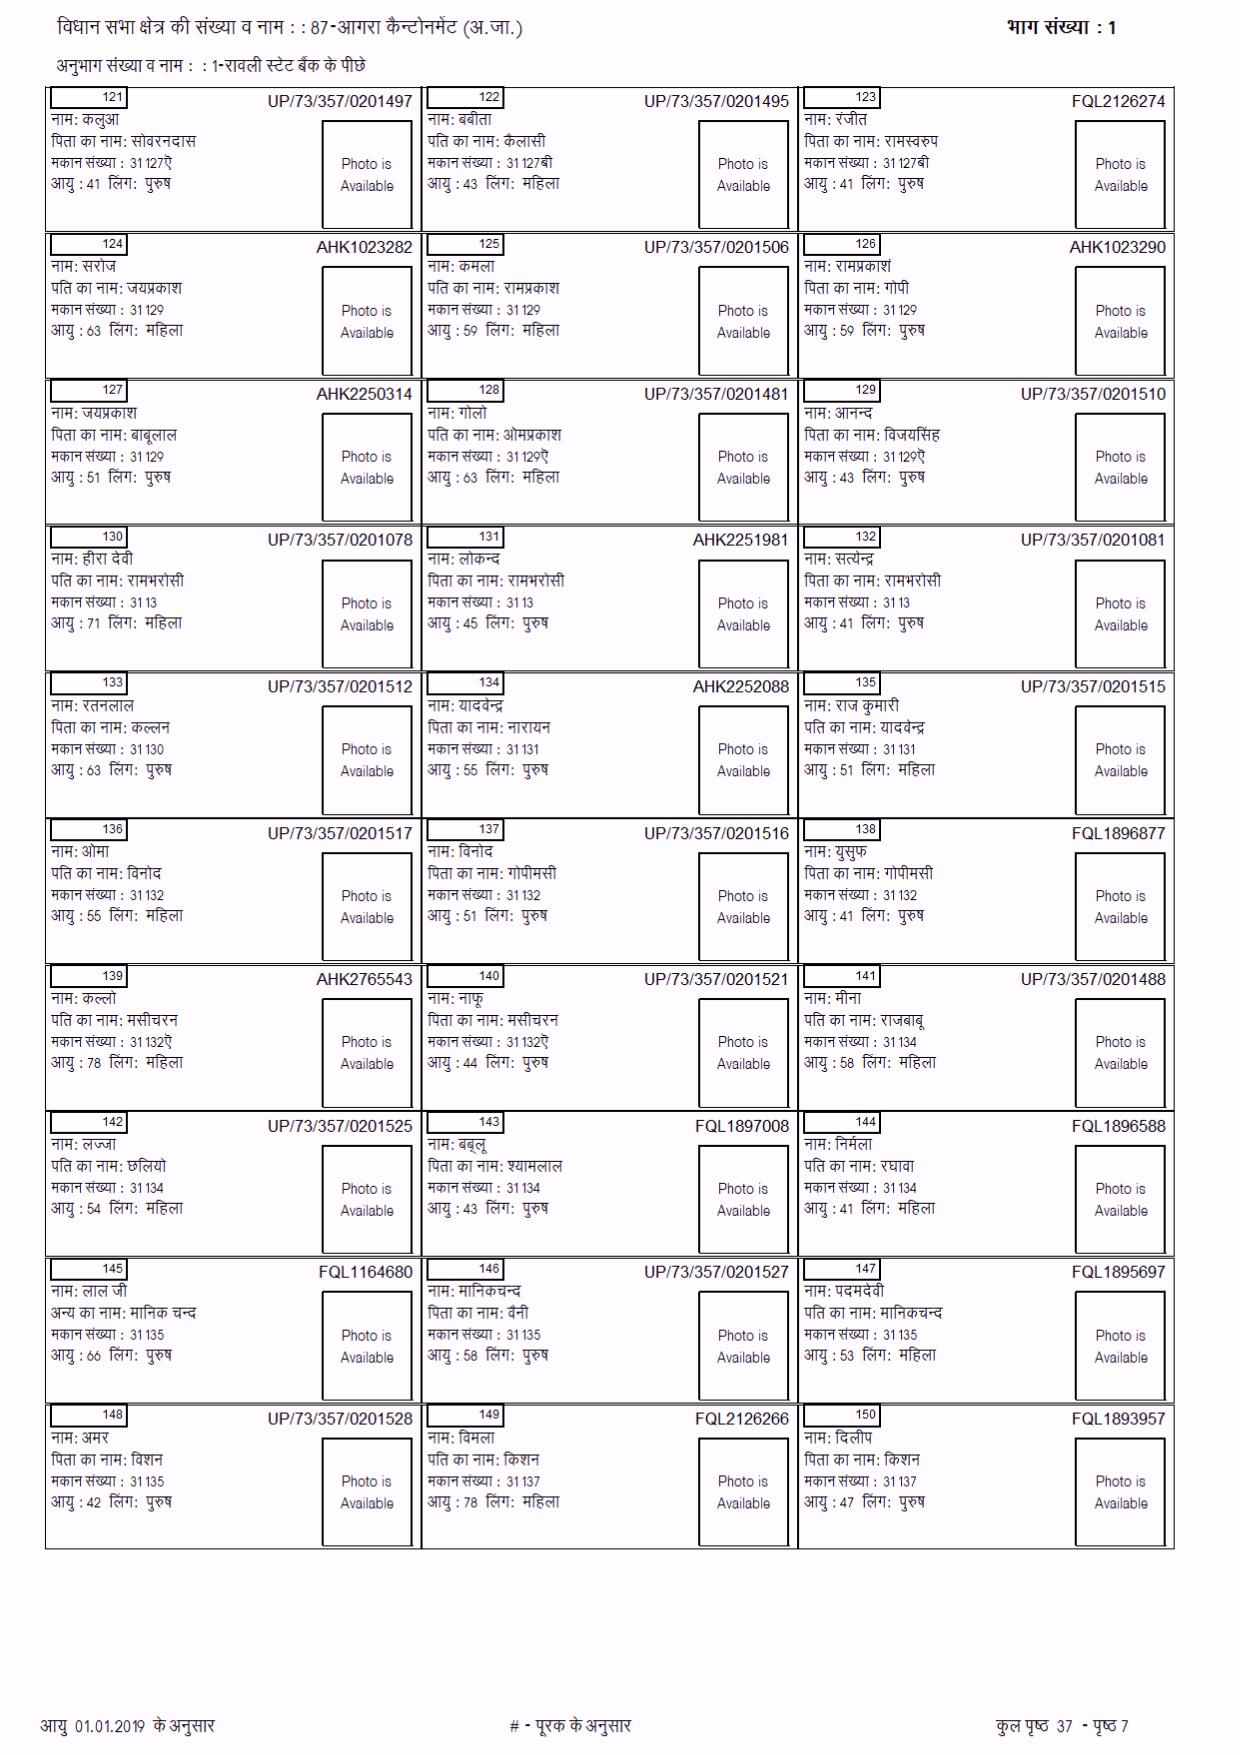 विधान सभा क्षेत्र की संख्या व नाम : : 87-आगरा कैन्टोनमेंट (अ.जा.)
भाग संख्या : 1
अनुभाग संख्या व नाम : : 1-रावली स्टेट बैंक के पीछे
121 UP/73/357/0201497
नाम: कलुआ
पिता का नाम: सोवरनदास
मकान संख्या : 31127ऎ
आयु : 41 लिंग: पुरुष
Photo is
Available
122 UP/73/357/0201495
नाम: बबीता
पति का नाम: कैलासी
मकान संख्या : 31127बी
आयु : 43 लिंग: महिला
Photo is
Available
123 FQL2126274
नाम: रंजीत
पिता का नाम: रामस्वरुप
मकान संख्या : 31127बी
आयु : 41 लिंग: पुरुष
Photo is
Available
124 AHK1023282
नाम: सरोज
पति का नाम: जयप्रकाश
मकान संख्या : 31129
आयु : 63 लिंग: महिला
Photo is
Available
125 UP/73/357/0201506
नाम: कमला
पति का नाम: रामप्रकाश
मकान संख्या : 31129
आयु : 59 लिंग: महिला
Photo is
Available
126 AHK1023290
नाम: रामप्रकाशं
पिता का नाम: गोपी
मकान संख्या : 31129
आयु : 59 लिंग: पुरुष
Photo is
Available
127 AHK2250314
नाम: जयप्रकाश
पिता का नाम: बाबूलाल
मकान संख्या : 31129
आयु : 51 लिंग: पुरुष
Photo is
Available
128 UP/73/357/0201481
नाम: गोलो
पति का नाम: ओमप्रकाश
मकान संख्या : 31129ऎ
आयु : 63 लिंग: महिला
Photo is
Available
129 UP/73/357/0201510
नाम: आनन्द
पिता का नाम: विजयसिंह
मकान संख्या : 31129ऎ
आयु : 43 लिंग: पुरुष
Photo is
Available
130 UP/73/357/0201078
नाम: हीरा देवी
पति का नाम: रामभरोसी
मकान संख्या : 3113
आयु : 71 लिंग: महिला
Photo is
Available
131 AHK2251981
नाम: लोकन्द
पिता का नाम: रामभरोसी
मकान संख्या : 3113
आयु : 45 लिंग: पुरुष
Photo is
Available
132 UP/73/357/0201081
नाम: सत्येन्द्र
पिता का नाम: रामभरोसी
मकान संख्या : 3113
आयु : 41 लिंग: पुरुष
Photo is
Available
133 UP/73/357/0201512
नाम: रतनलाल
पिता का नाम: कल्लन
मकान संख्या : 31130
आयु : 63 लिंग: पुरुष
Photo is
Available
134 AHK2252088
नाम: यादवेन्द्र
पिता का नाम: नारायन
मकान संख्या : 31131
आयु : 55 लिंग: पुरुष
Photo is
Available
135 UP/73/357/0201515
नाम: राज कुमारी
पति का नाम: यादवेन्द्र
मकान संख्या : 31131
आयु : 51 लिंग: महिला
Photo is
Available
136 UP/73/357/0201517
नाम: ओमा
पति का नाम: विनोद
मकान संख्या : 31132
आयु : 55 लिंग: महिला
Photo is
Available
137 UP/73/357/0201516
नाम: विनोद
पिता का नाम: गोपीमसी
मकान संख्या : 31132
आयु : 51 लिंग: पुरुष
Photo is
Available
138 FQL1896877
नाम: युसुफ
पिता का नाम: गोपीमसी
मकान संख्या : 31132
आयु : 41 लिंग: पुरुष
Photo is
Available
139 AHK2765543
नाम: कल्लो
पति का नाम: मसीचरन
मकान संख्या : 31132ऎ
आयु : 78 लिंग: महिला
Photo is
Available
140 UP/73/357/0201521
नाम: नाफू
पिता का नाम: मसीचरन
मकान संख्या : 31132ऎ
आयु : 44 लिंग: पुरुष
Photo is
Available
141 UP/73/357/0201488
नाम: मीना
पति का नाम: राजबाबू
मकान संख्या : 31134
आयु : 58 लिंग: महिला
Photo is
Available
142 UP/73/357/0201525
नाम: लज्जा
पति का नाम: छलियो
मकान संख्या : 31134
आयु : 54 लिंग: महिला
Photo is
Available
143 FQL1897008
नाम: बब्लू
पिता का नाम: श्यामलाल
मकान संख्या : 31134
आयु : 43 लिंग: पुरुष
Photo is
Available
144 FQL1896588
नाम: निर्मला
पति का नाम: रघावा
मकान संख्या : 31134
आयु : 41 लिंग: महिला
Photo is
Available
145 FQL1164680
नाम: लाल जी
अन्य का नाम: मानिक चन्द
मकान संख्या : 31135
आयु : 66 लिंग: पुरुष
Photo is
Available
146 UP/73/357/0201527
नाम: मानिकचन्द
पिता का नाम: वैनी
मकान संख्या : 31135
आयु : 58 लिंग: पुरुष
Photo is
Available
147 FQL1895697
नाम: पदमदेवी
पति का नाम: मानिकचन्द
मकान संख्या : 31135
आयु : 53 लिंग: महिला
Photo is
Available
148 UP/73/357/0201528
नाम: अमर
पिता का नाम: विशन
मकान संख्या : 31135
आयु : 42 लिंग: पुरुष
Photo is
Available
149 FQL2126266
नाम: विमला
पति का नाम: किशन
मकान संख्या : 31137
आयु : 78 लिंग: महिला
Photo is
Available
150 FQL1893957
नाम: दिलीप
पिता का नाम: किशन
मकान संख्या : 31137
आयु : 47 लिंग: पुरुष
Photo is
Available
आयु 01.01.2019 के अनुसार
# - पूरक के अनुसार
कुल पृष्ठ 37 - पृष्ठ 7